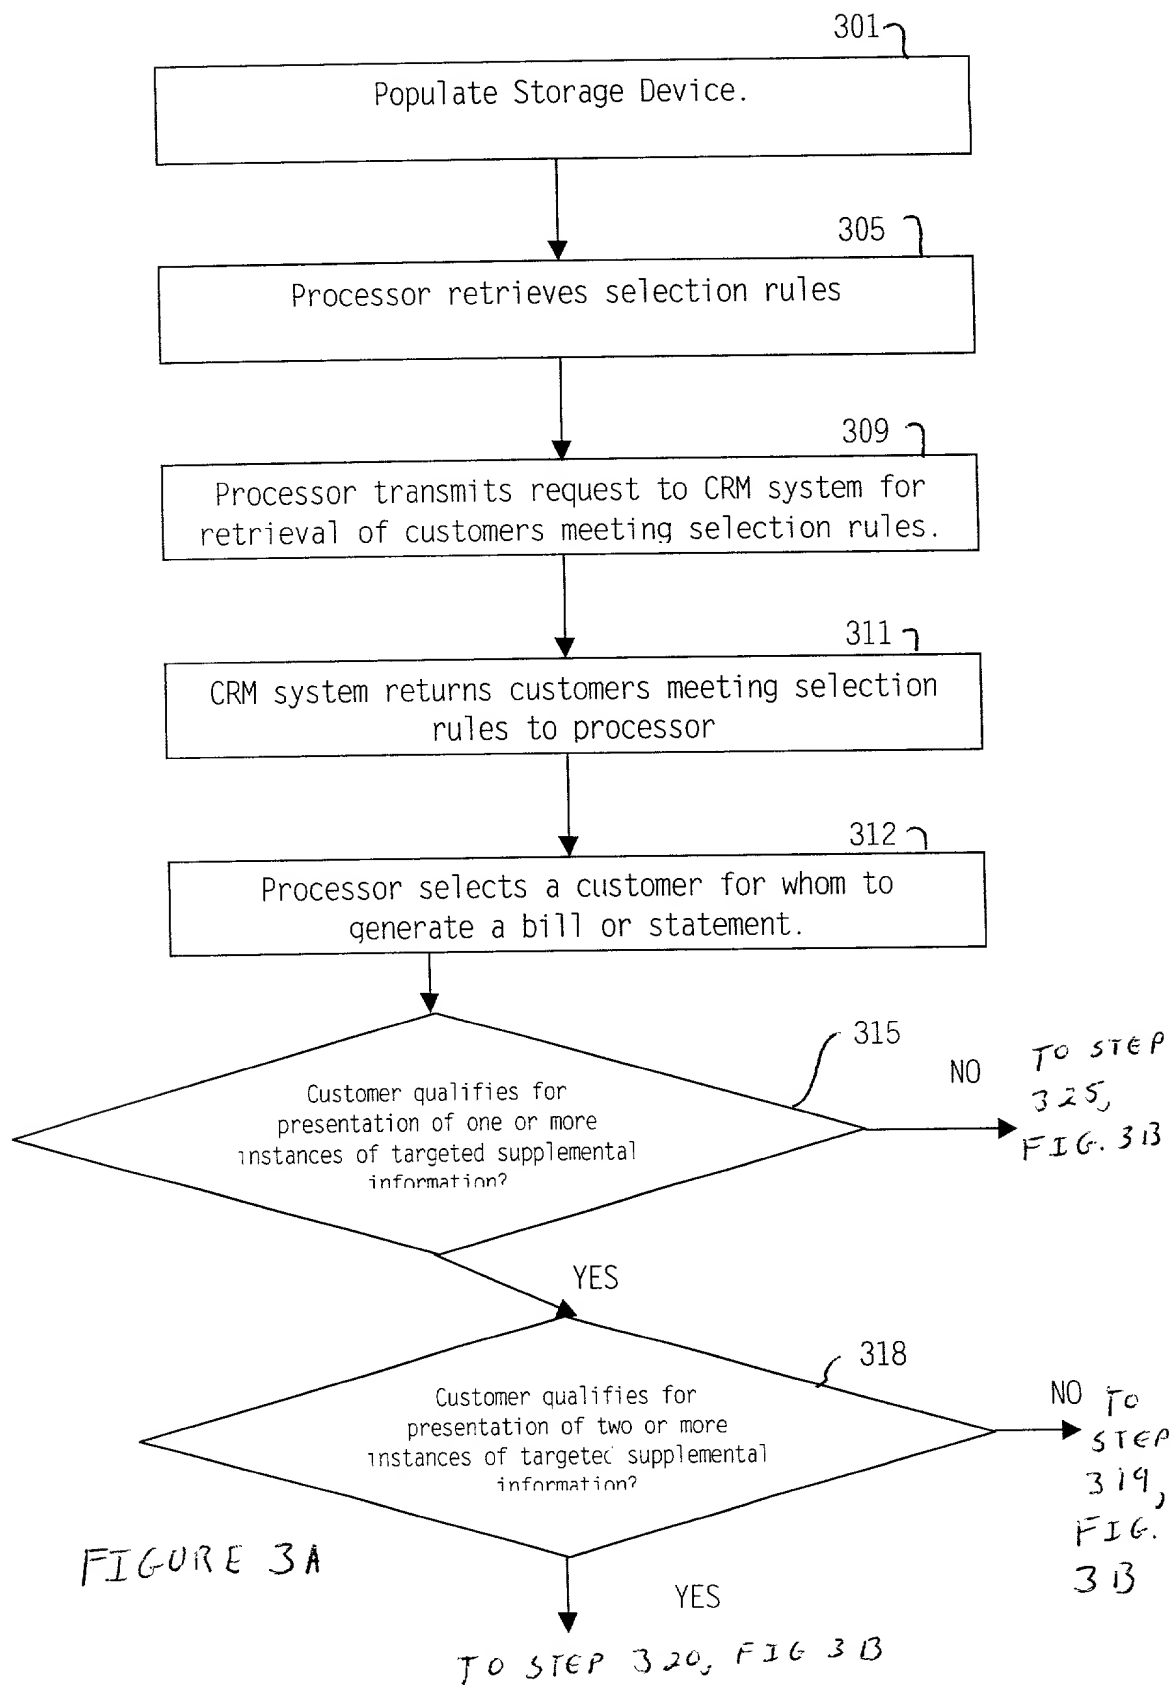 301
Populate Storage Device.
305
Processor retrieves selection rules
309
Processor transmits request to CRM system for
retrieval of customers meeting selection rules.
311
CRM system returns customers meeting selection
rules to processor
312
Processor selects a customer for whom to
generate a bill or statement.
315
Customer qualifies for
presentation of one or more
instances of targeted supplemental
information?
NO
TO STEP
325,
FIG. 3B
YES
318
Customer qualifies for
presentation of two or more
instances of targeted supplemental
information?
NO
TO
STEP
319,
FIG.
3B
FIGURE 3A
YES
TO STEP 320, FIG 3B